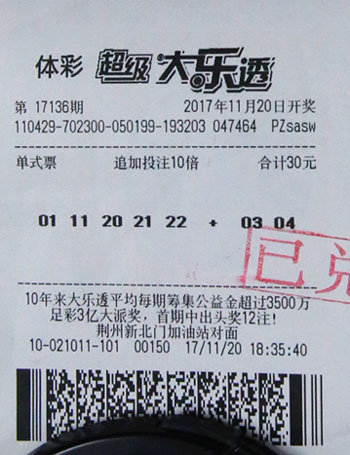 体彩 超级大乐透
第 17136期 2017年11月20日开奖
110429-702300-050199-193203 047464 PZsasw
单式票 追加投注10倍 合计30元
01 11 20 21 22 + 03 04
已兑
10年来大乐透平均每期筹集公益金超过3500万
足彩3亿大派奖，首期中出头奖12注！
荆州新北门加油站对面
10-021011-101 00150 17/11/20 18:35:40